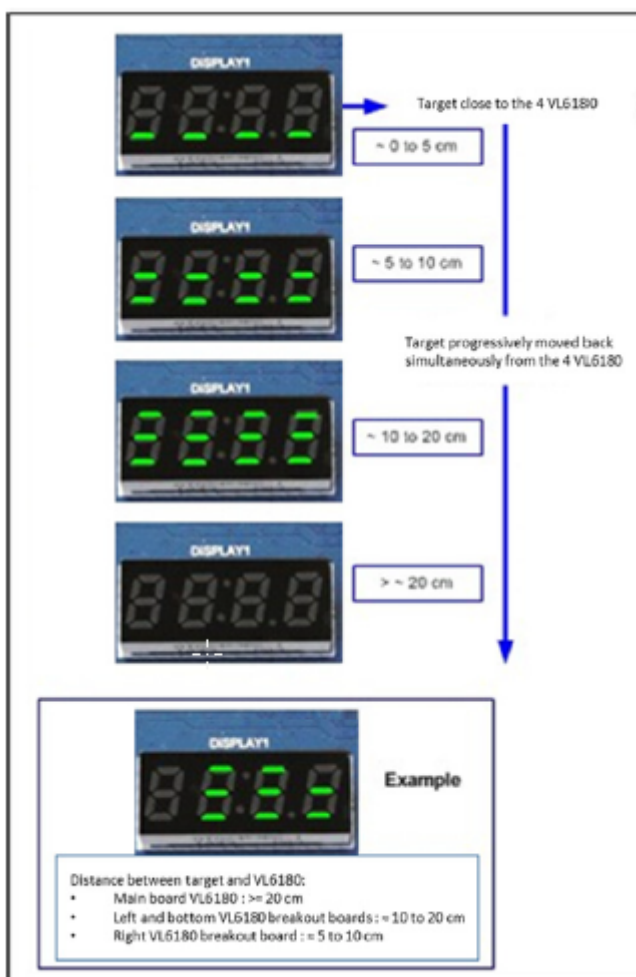 DISPLAY1
Target close to the 4 VL6180
~ 0 to 5 cm
DISPLAY1
~ 5 to 10 cm
Target progressively moved back
simultaneously from the 4 VL6180
DISPLAY1
~ 10 to 20 cm
DISPLAY1
> ~ 20 cm
DISPLAY1
Example
Distance between target and VL6180:
• Main board VL6180 : >= 20 cm
• Left and bottom VL6180 breakout boards : ≈ 10 to 20 cm
• Right VL6180 breakout board : ≈ 5 to 10 cm